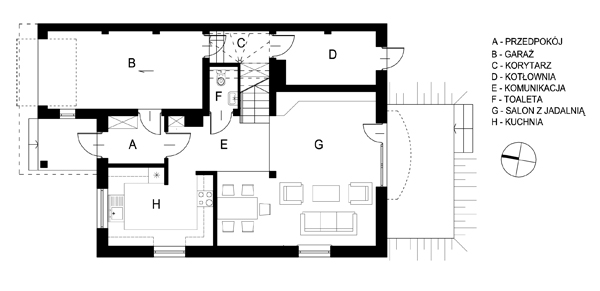 A - PRZEDPOKÓJ
B - GARAŻ
C - KORYTARZ
D - KOTŁOWNIA
E - KOMUNIKACJA
F - TOALETA
G - SALON Z JADALNIĄ
H - KUCHNIA
C
D
B
F
A
E
G
H